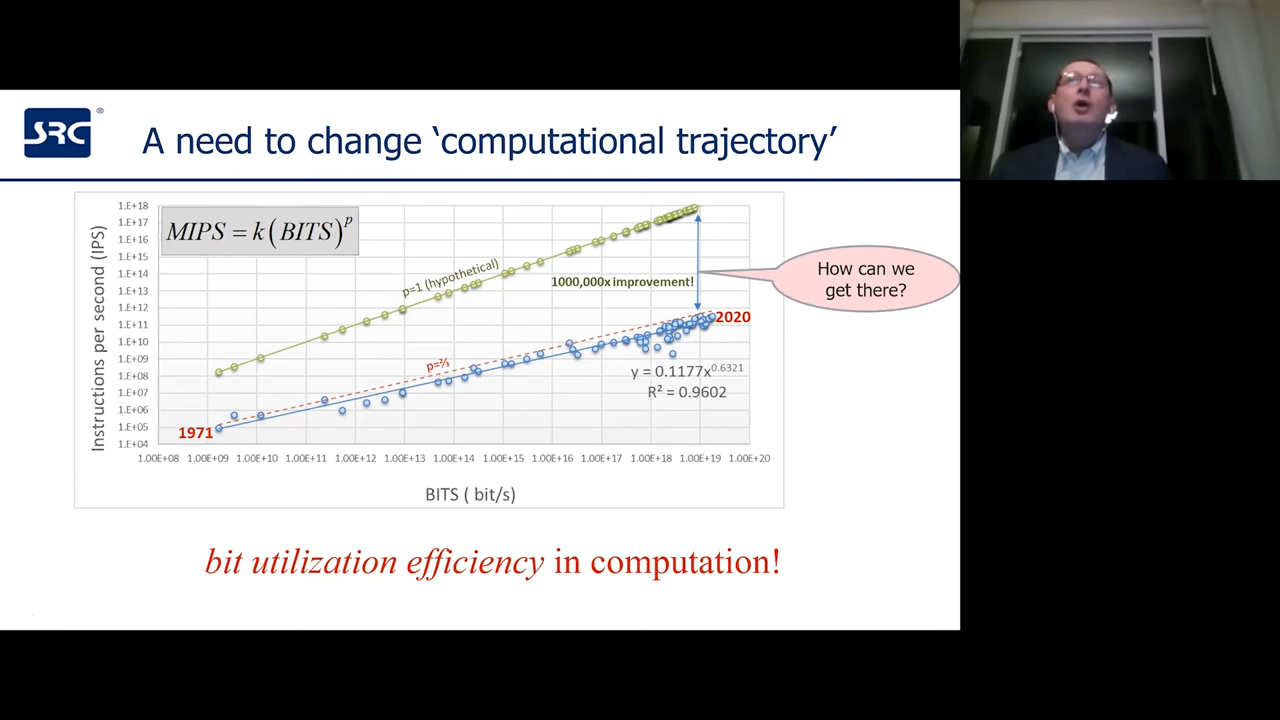 SRC®
A need to change ‘computational trajectory’
MIPS = k(BITS)^p
Instructions per second (IPS)
1.E+18
1.E+17
1.E+16
1.E+15
1.E+14
1.E+13
1.E+12
1.E+11
1.E+10
1.E+09
1.E+08
1.E+07
1.E+06
1.E+05
1.E+04
p=1 (hypothetical)
1000,000x improvement!
How can we
get there?
2020
p=⅔
y = 0.1177x^0.6321
R² = 0.9602
1971
1.00E+08 1.00E+09 1.00E+10 1.00E+11 1.00E+12 1.00E+13 1.00E+14 1.00E+15 1.00E+16 1.00E+17 1.00E+18 1.00E+19 1.00E+20
BITS ( bit/s)
bit utilization efficiency in computation!